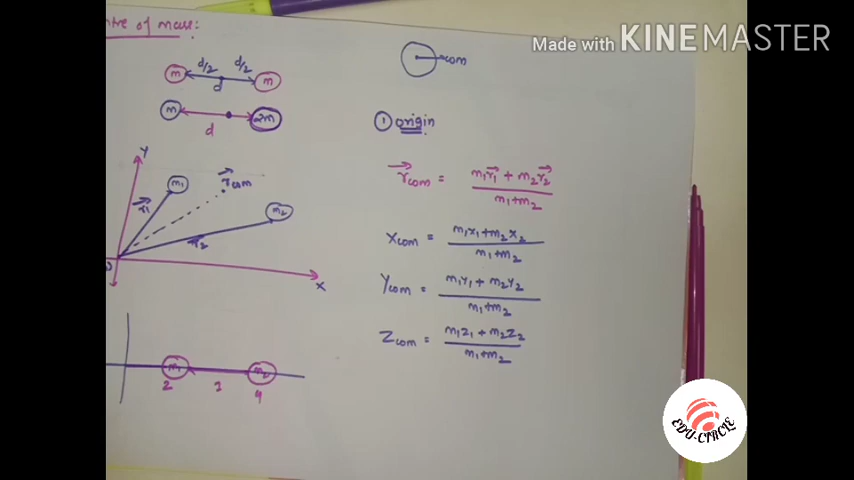 Made with KINEMASTER
ntre of mass:
d/2 d/2
m d m
m 2m
d
Y
m1
r⃗1
r⃗com
m2
r⃗2
X
m1 m2
2 1 9
com
① origin
r⃗com = m1r⃗1 + m2r⃗2 / m1+m2
Xcom = m1x1+m2x2 / m1+m2
Ycom = m1Y1 + m2Y2 / m1+m2
Zcom = m1z1 + m2z2 / m1+m2
EDU-CIRCLE